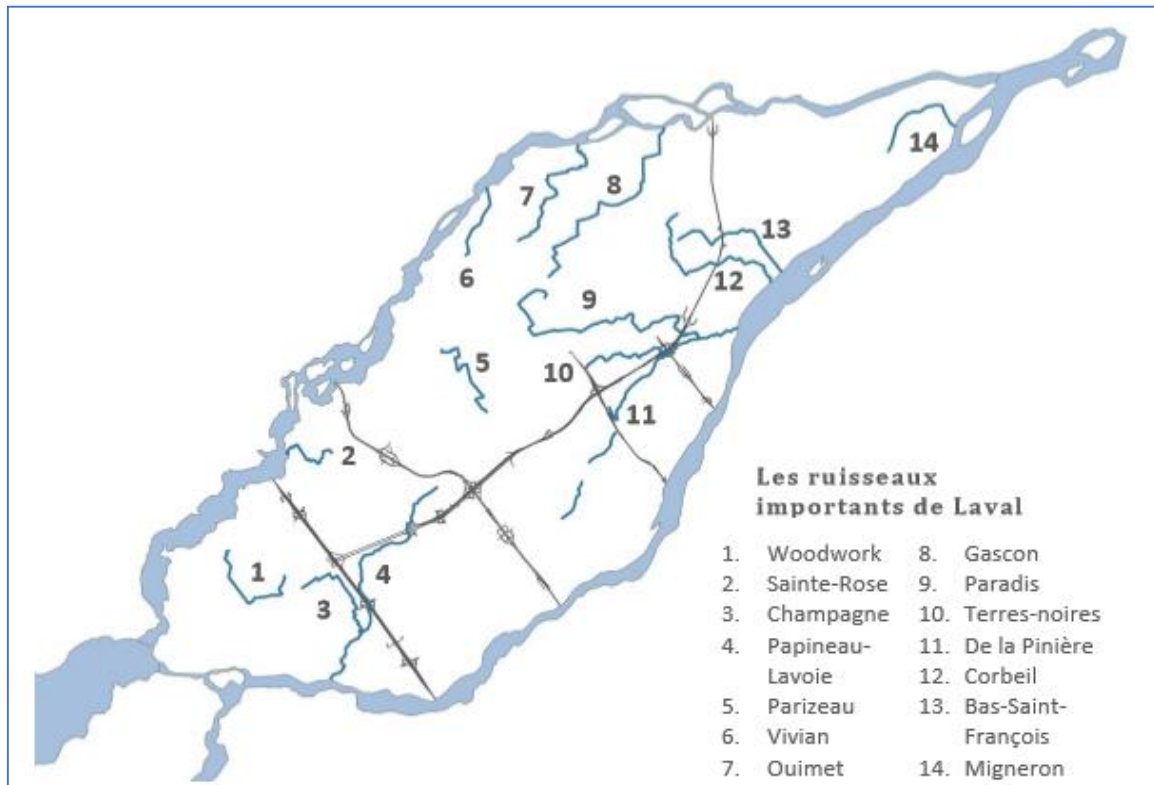 14
8
7
13
6
12
9
5
10
11
2
1
4
3
Les ruisseaux
importants de Laval
1. Woodwork
2. Sainte-Rose
3. Champagne
4. Papineau-
Lavoie
5. Parizeau
6. Vivian
7. Ouimet
8. Gascon
9. Paradis
10. Terres-noires
11. De la Pinière
12. Corbeil
13. Bas-Saint-
François
14. Migneron